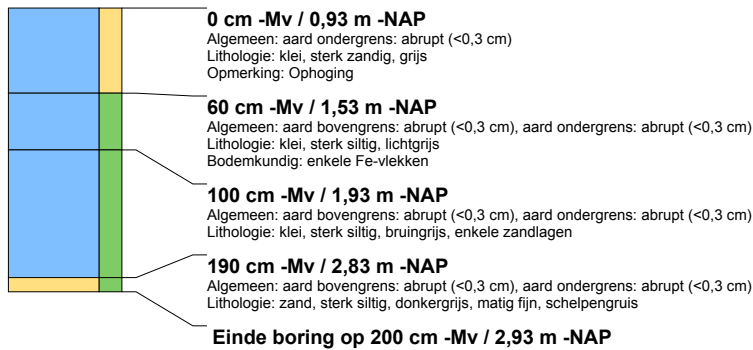 0 cm -Mv / 0,93 m -NAP
Algemeen: aard ondergrens: abrupt (<0,3 cm)
Lithologie: klei, sterk zandig, grijs
Opmerking: Ophoging
60 cm -Mv / 1,53 m -NAP
Algemeen: aard bovengrens: abrupt (<0,3 cm), aard ondergrens: abrupt (<0,3 cm)
Lithologie: klei, sterk siltig, lichtgrijs
Bodemkundig: enkele Fe-vlekken
100 cm -Mv / 1,93 m -NAP
Algemeen: aard bovengrens: abrupt (<0,3 cm), aard ondergrens: abrupt (<0,3 cm)
Lithologie: klei, sterk siltig, bruingrijs, enkele zandlagen
190 cm -Mv / 2,83 m -NAP
Algemeen: aard bovengrens: abrupt (<0,3 cm), aard ondergrens: abrupt (<0,3 cm)
Lithologie: zand, sterk siltig, donkergrijs, matig fijn, schelpengruis
Einde boring op 200 cm -Mv / 2,93 m -NAP